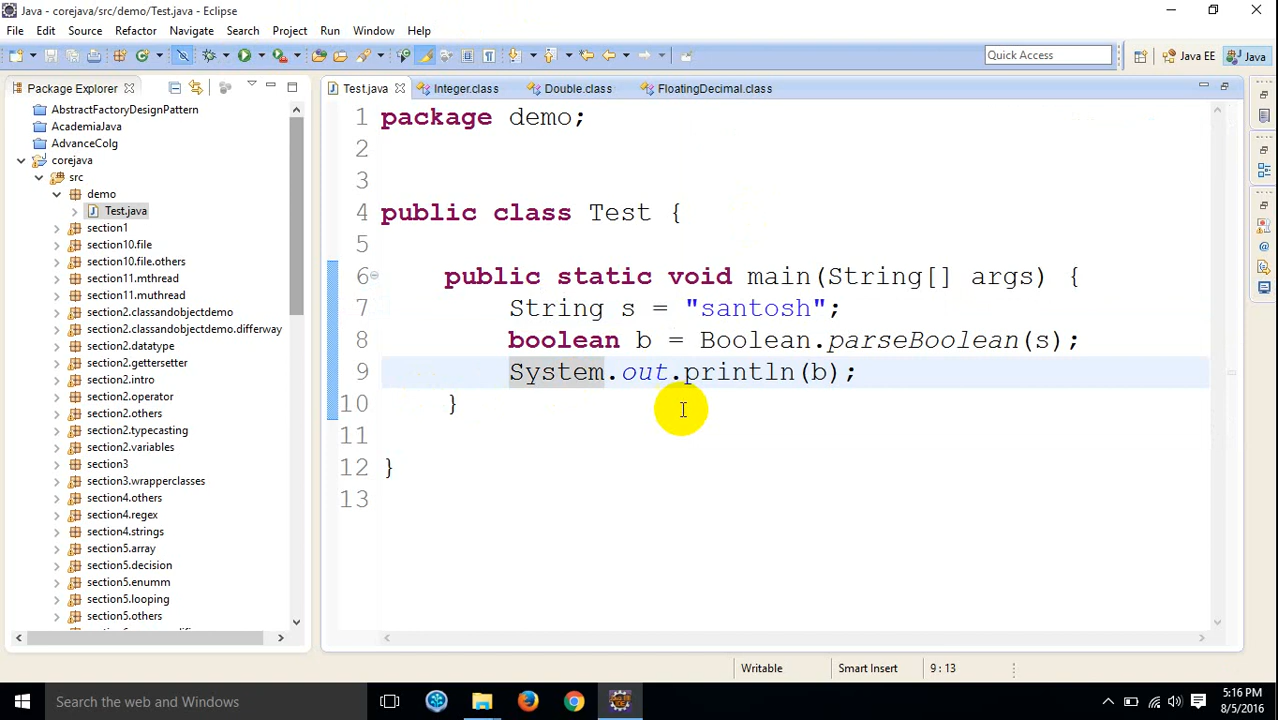 Java - corejava/src/demo/Test.java - Eclipse
File Edit Source Refactor Navigate Search Project Run Window Help
Quick Access
Java EE
Java
Package Explorer
AbstractFactoryDesignPattern
AcademiaJava
AdvanceColg
corejava
src
demo
Test.java
section1
section10.file
section10.file.others
section11.mthread
section11.muthread
section2.classandobjectdemo
section2.classandobjectdemo.differway
section2.datatype
section2.gettersetter
section2.intro
section2.others
section2.typecasting
section2.variables
section3
section3.wrapperclasses
section4.others
section4.regex
section4.strings
section5.array
section5.decision
section5.enumm
section5.looping
section5.others
Test.java Integer.class Double.class FloatingDecimal.class
1 package demo;
2
3
4 public class Test {
5
6 public static void main(String[] args) {
7 String s = "santosh";
8 boolean b = Boolean.parseBoolean(s);
9 System.out.println(b);
10 }
11
12 }
13
Writable Smart Insert 9 : 13
Search the web and Windows
5:16 PM
8/5/2016